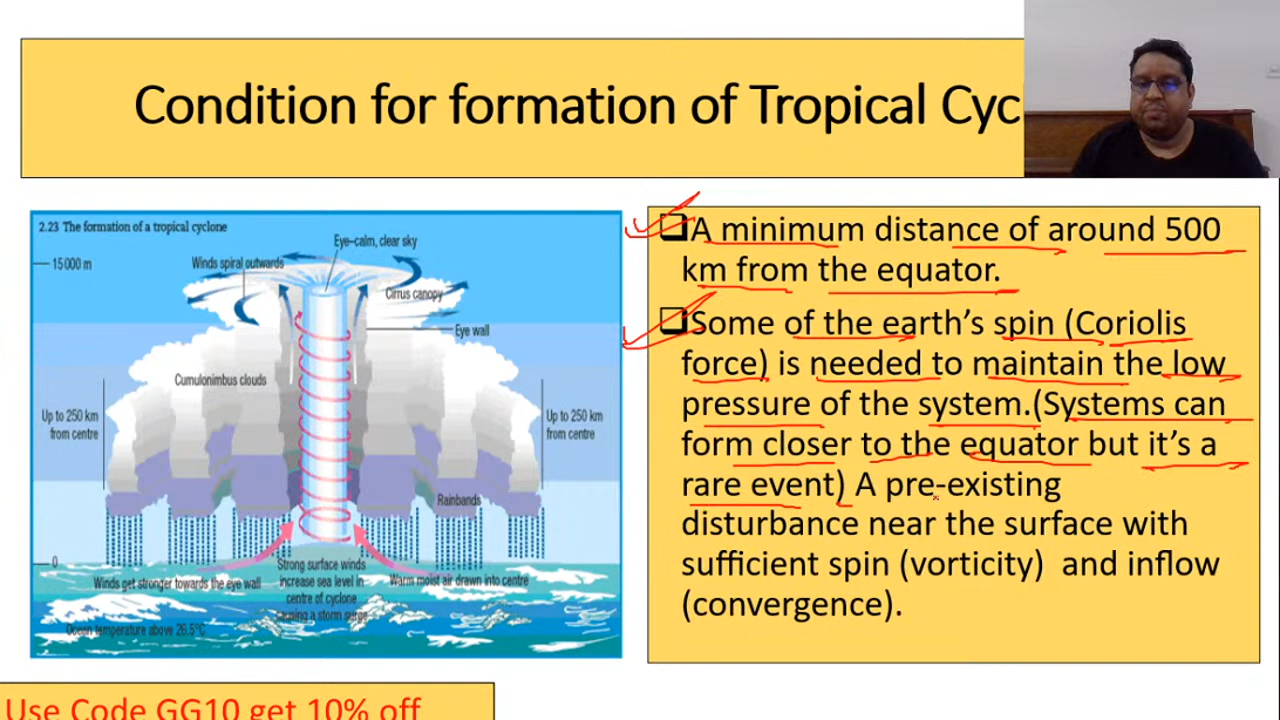 Condition for formation of Tropical Cyc
2.23 The formation of a tropical cyclone
Eye–calm, clear sky
15 000 m
Winds spiral outwards
Cirrus canopy
Eye wall
Cumulonimbus clouds
Up to 250 km
from centre
Up to 250 km
from centre
Rainbands
0
Strong surface winds
increase sea level in
centre of cyclone
causing a storm surge
Winds get stronger towards the eye wall
Warm moist air drawn into centre
Ocean temperature above 26.5°C
A minimum distance of around 500
km from the equator.
Some of the earth’s spin (Coriolis
force) is needed to maintain the low
pressure of the system.(Systems can
form closer to the equator but it’s a
rare event) A pre-existing
disturbance near the surface with
sufficient spin (vorticity) and inflow
(convergence).
Use Code GG10 get 10% off